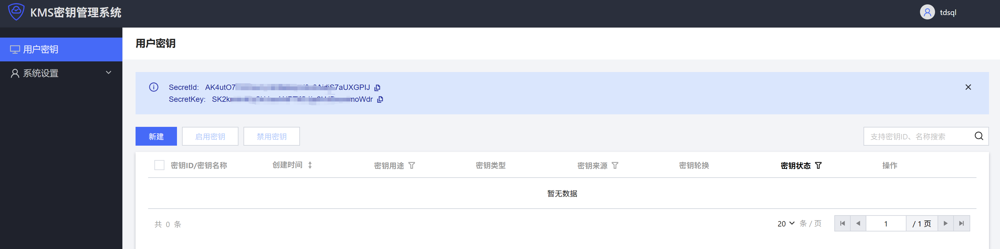 KMS密钥管理系统
tdsql
用户密钥
系统设置
用户密钥
SecretId: AK4utO7 7aUXGPIJ
SecretKey: SK2k moWdr
新建 启用密钥 禁用密钥 支持密钥ID、名称搜索
密钥ID/密钥名称 创建时间 密钥用途 密钥类型 密钥来源 密钥轮换 密钥状态 操作
暂无数据
共 0 条 20 条 / 页 1 / 1 页